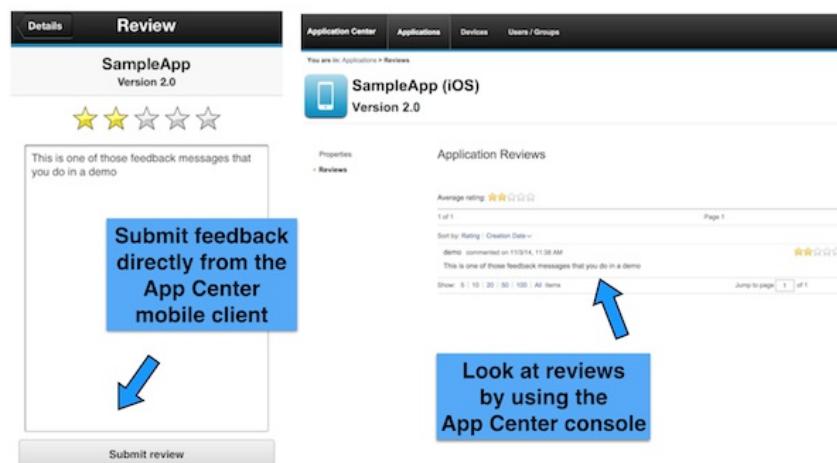 Details
Review
SampleApp
Version 2.0
This is one of those feedback messages that
you do in a demo
Submit feedback
directly from the
App Center
mobile client
Submit review
Application Center
Applications
Devices
Users / Groups
You are in: Applications > Reviews
SampleApp (iOS)
Version 2.0
Properties
Reviews
Application Reviews
Average rating:
1 of 1
Page 1
Sort by: Rating | Creation Date
demo commented on 11/3/14, 11:38 AM
This is one of those feedback messages that you do in a demo
Show: 5 | 10 | 20 | 50 | 100 | All items
Jump to page 1 of 1
Look at reviews
by using the
App Center console